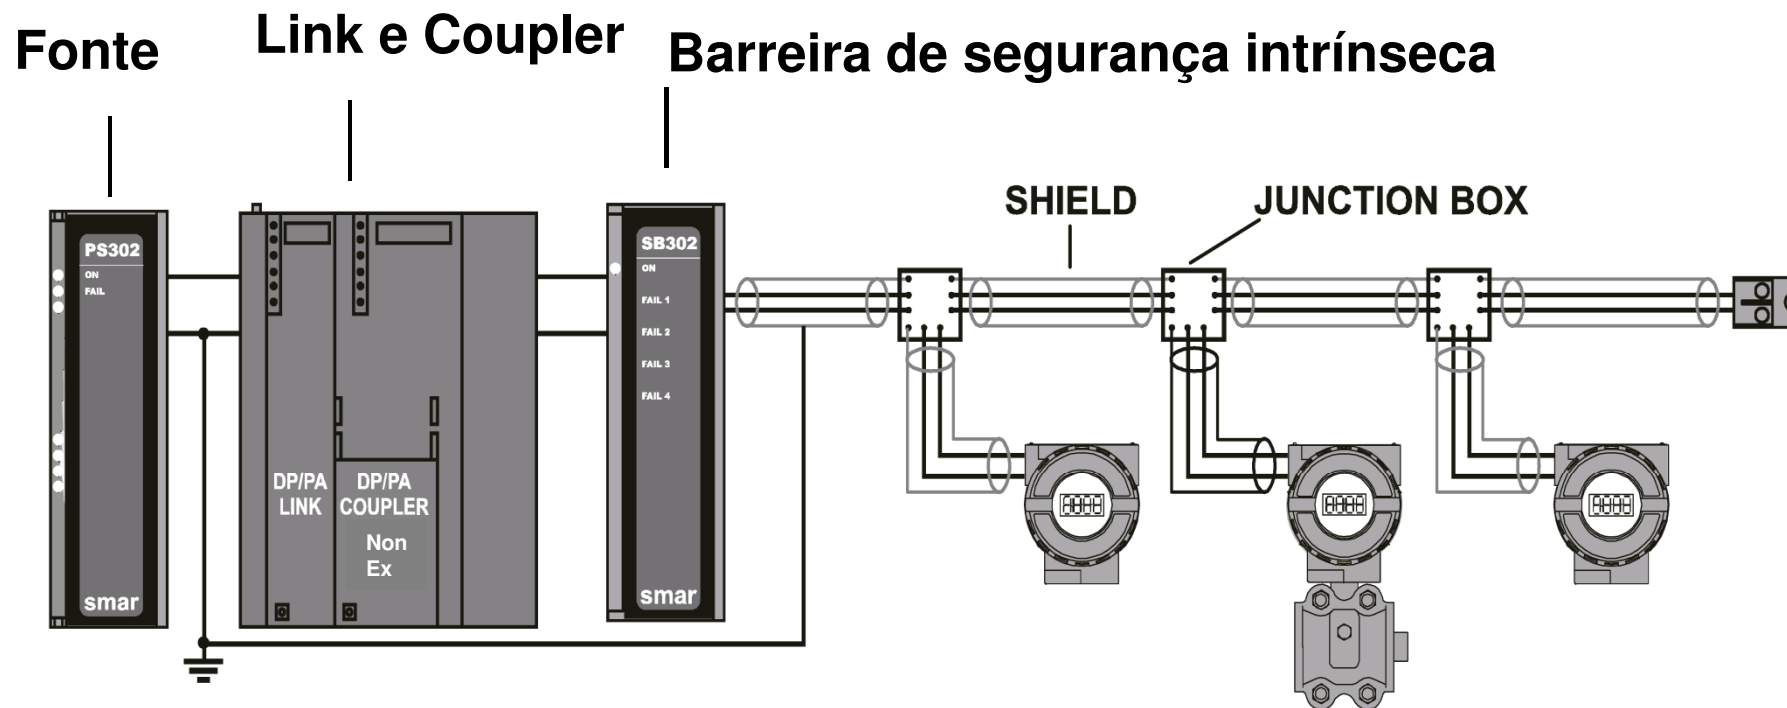 Fonte
Link e Coupler
Barreira de segurança intrínseca
SHIELD
JUNCTION BOX
PS302
ON
FAIL
smar
DP/PA
LINK
DP/PA
COUPLER
Non
Ex
SB302
ON
FAIL 1
FAIL 2
FAIL 3
FAIL 4
smar